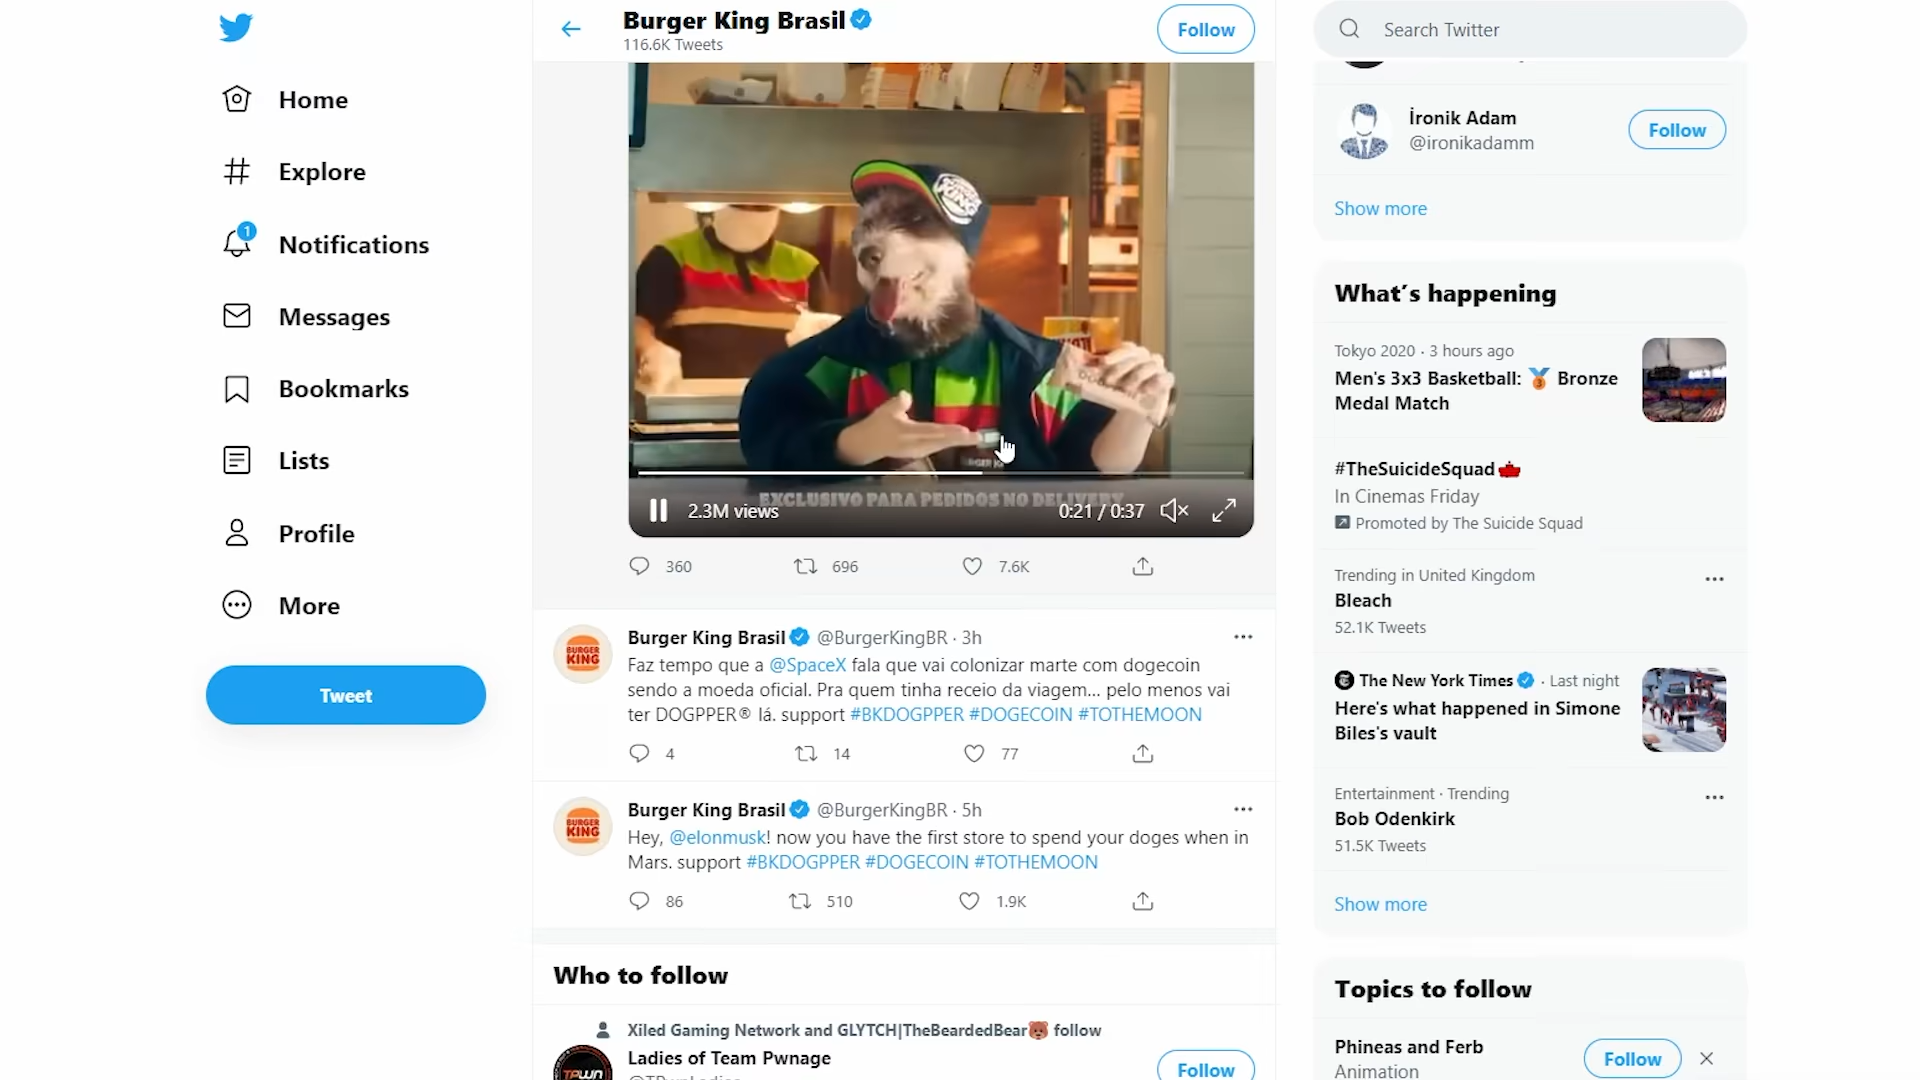 Burger King Brasil
116.6K Tweets
Follow
Search Twitter
Home
Explore
1
Notifications
Messages
Bookmarks
Lists
Profile
More
Tweet
EXCLUSIVO PARA PEDIDOS NO DELIVERY
2.3M views
0:21 / 0:37
360
696
7.6K
BURGER KING
Burger King Brasil @BurgerKingBR · 3h
Faz tempo que a @SpaceX fala que vai colonizar marte com dogecoin
sendo a moeda oficial. Pra quem tinha receio da viagem... pelo menos vai
ter DOGPPER® lá. support #BKDOGPPER #DOGECOIN #TOTHEMOON
4
14
77
BURGER KING
Burger King Brasil @BurgerKingBR · 5h
Hey, @elonmusk! now you have the first store to spend your doges when in
Mars. support #BKDOGPPER #DOGECOIN #TOTHEMOON
86
510
1.9K
Who to follow
Xiled Gaming Network and GLYTCH|TheBeardedBear🐻 follow
TPWN
Ladies of Team Pwnage
Follow
İronik Adam
@ironikadamm
Follow
Show more
What's happening
Tokyo 2020 · 3 hours ago
Men's 3x3 Basketball: 🥉 Bronze
Medal Match
#TheSuicideSquad
In Cinemas Friday
Promoted by The Suicide Squad
Trending in United Kingdom
Bleach
52.1K Tweets
The New York Times · Last night
Here's what happened in Simone
Biles's vault
Entertainment · Trending
Bob Odenkirk
51.5K Tweets
Show more
Topics to follow
Phineas and Ferb
Animation
Follow